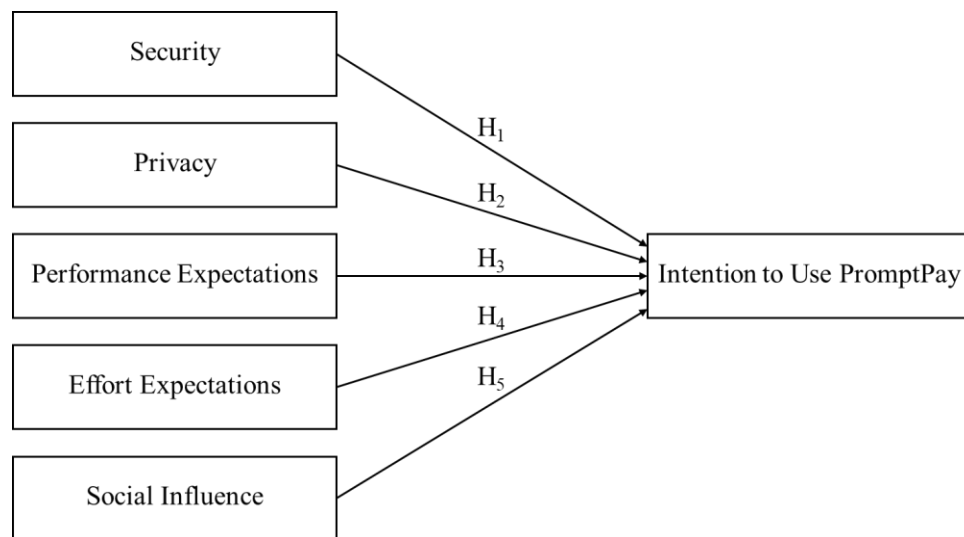 Security
H₁
Privacy
H₂
Performance Expectations
H₃
Intention to Use PromptPay
H₄
Effort Expectations
H₅
Social Influence